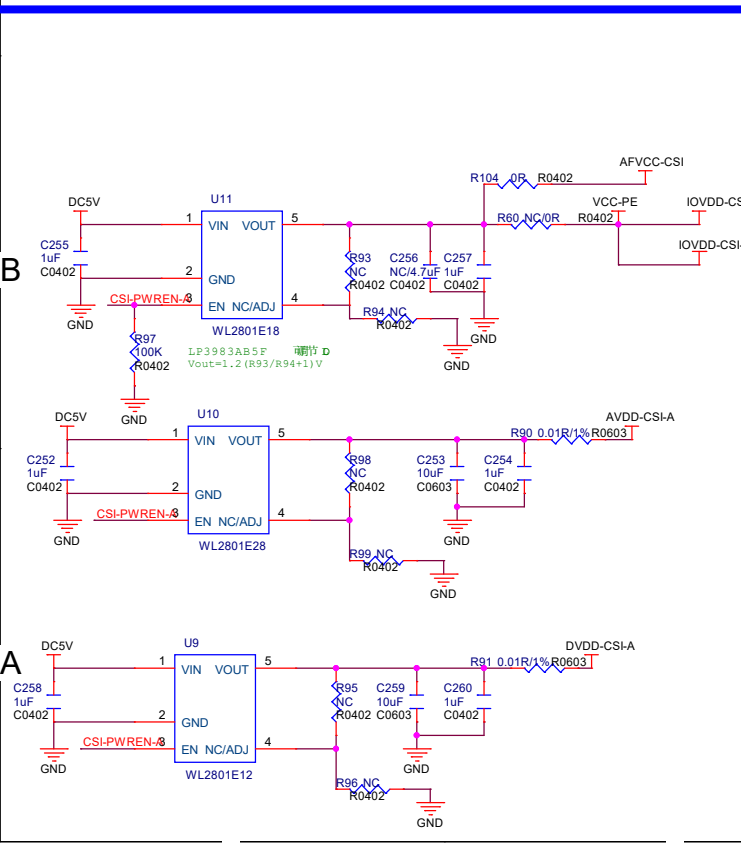 AFVCC-CSI
R104 0R R0402
DC5V
U11
VCC-PE
IOVDD-CS
1
VIN VOUT
5
R60 NC/0R
R0402
C255
1uF
C0402
R93
NC
R0402
C256
NC/4.7uF
C0402
C257
1uF
C0402
IOVDD-CSI-
B
2
GND
CSI-PWREN-A
3
EN NC/ADJ
4
R94 NC
R0402
GND
WL2801E18
GND
R97
100K
R0402
LP3983AB5F
D
Vout=1.2(R93/R94+1)V
GND
GND
DC5V
U10
AVDD-CSI-A
1
VIN VOUT
5
R90 0.01R/1% R0603
C252
1uF
C0402
R98
NC
R0402
C253
10uF
C0603
C254
1uF
C0402
2
GND
CSI-PWREN-A
3
EN NC/ADJ
4
GND
WL2801E28
GND
R99 NC
R0402
GND
DC5V
U9
DVDD-CSI-A
A
1
VIN VOUT
5
R91 0.01R/1% R0603
C258
1uF
C0402
R95
NC
R0402
C259
10uF
C0603
C260
1uF
C0402
2
GND
CSI-PWREN-A
3
EN NC/ADJ
4
GND
WL2801E12
GND
R96 NC
R0402
GND